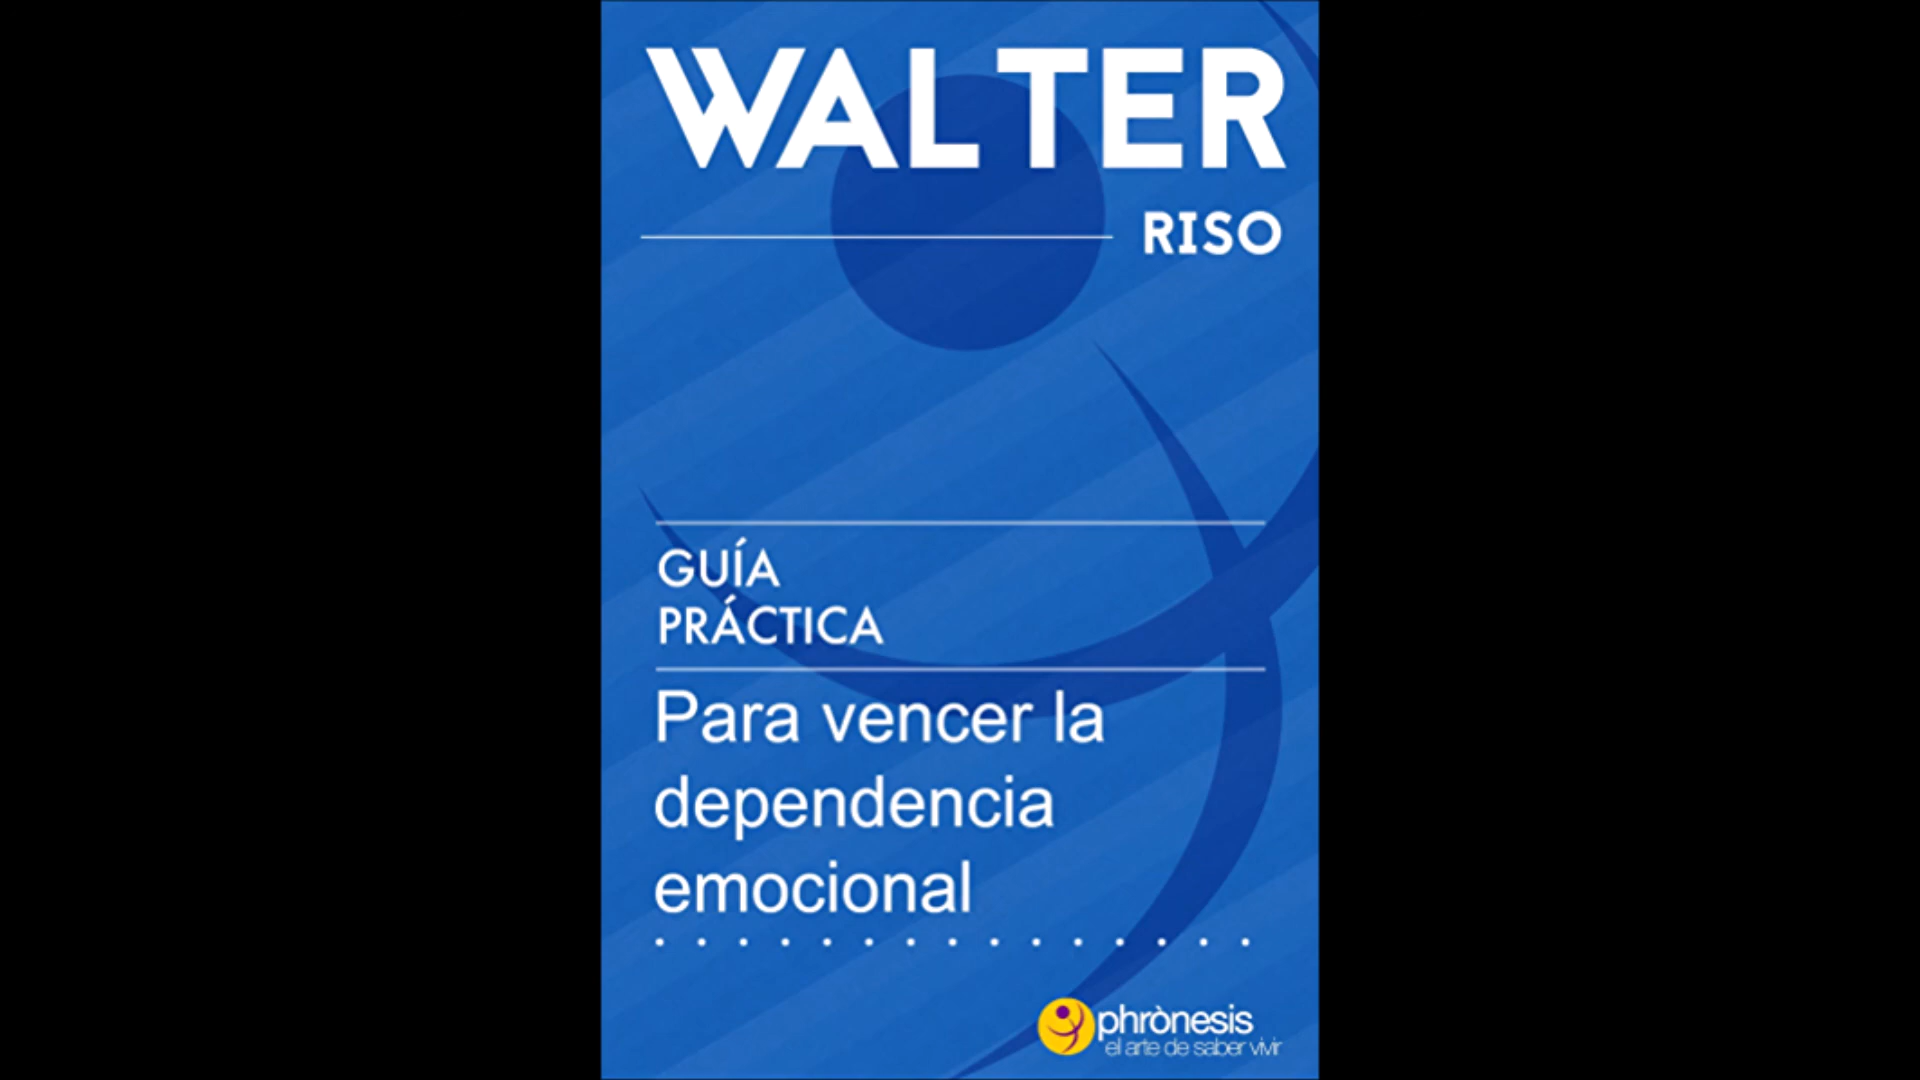 WALTER
RISO
GUÍA
PRÁCTICA
Para vencer la
dependencia
emocional
phrònesis
el arte de saber vivir